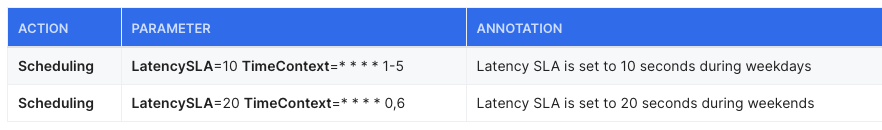 ACTION PARAMETER ANNOTATION
Scheduling LatencySLA=10 TimeContext=* * * * 1-5 Latency SLA is set to 10 seconds during weekdays
Scheduling LatencySLA=20 TimeContext=* * * * 0,6 Latency SLA is set to 20 seconds during weekends